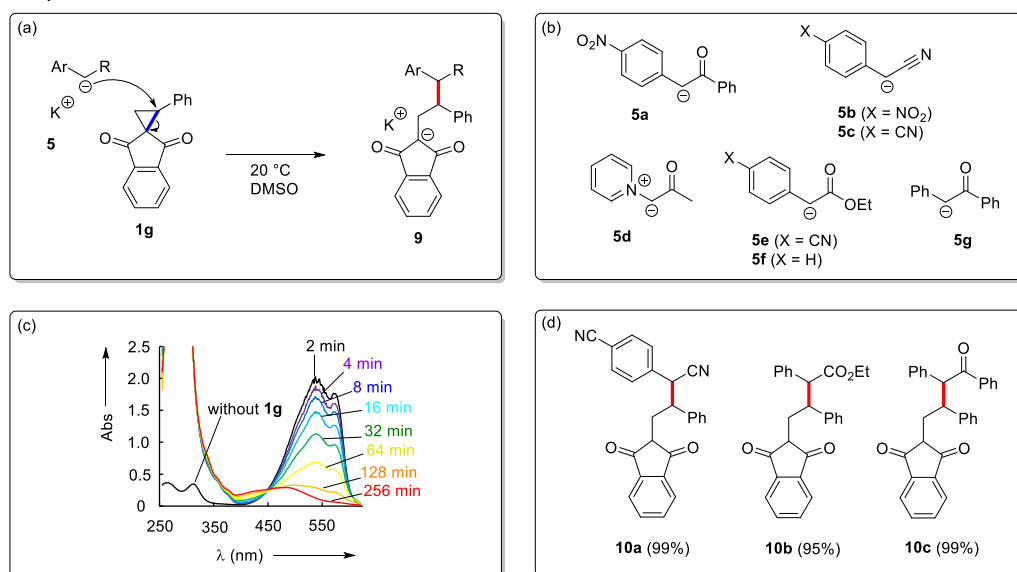 (a)
Ar
R
⊖
K⊕
5
Ph
O
O
1g
20 °C
DMSO
Ar
R
Ph
K⊕
⊖
O
O
9
(b)
O2N
O
Ph
⊖
5a
X
N
⊖
5b (X = NO2)
5c (X = CN)
N
⊕
O
⊖
5d
X
O
OEt
⊖
5e (X = CN)
5f (X = H)
Ph
O
Ph
⊖
5g
(c)
Abs
2.5
2.0
1.5
1.0
0.5
0
250
350
450
550
λ (nm)
without 1g
2 min
4 min
8 min
16 min
32 min
64 min
128 min
256 min
(d)
NC
CN
Ph
O
O
10a (99%)
Ph
CO2Et
Ph
O
O
10b (95%)
O
Ph
Ph
Ph
O
O
10c (99%)